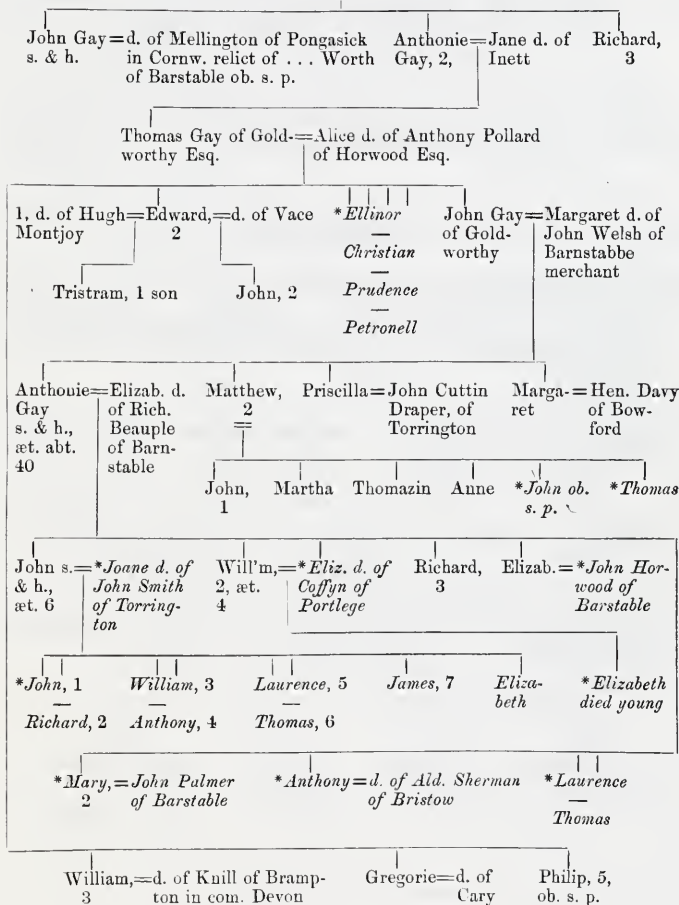 John Gay=d. of Mellington of Pongasick Anthonie=Jane d. of Richard,
s. & h. in Cornw. relict of ... Worth Gay, 2, Inett 3
of Barstable ob. s. p.
Thomas Gay of Gold-=Alice d. of Anthony Pollard
worthy Esq. of Horwood Esq.
1, d. of Hugh=Edward,=d. of Vace *Ellinor John Gay=Margaret d. of
Montjoy 2 — of Gold- John Welsh of
Christian worthy Barnstabbe
— merchant
Tristram, 1 son John, 2 Prudence
—
Petronell
Anthonie=Elizab. d. Matthew, Priscilla=John Cuttin Marga-=Hen. Davy
Gay of Rich. 2 Draper, of ret of Bow-
s. & h., Beauple Torrington ford
æt. abt. of Barn-
40 stable
John, Martha Thomazin Anne *John ob. *Thomas
1 s. p.
John s.=*Joane d. of Will'm,=*Eliz. d. of Richard, Elizab.=*John Hor-
& h., John Smith 2, æt. Coffyn of 3 wood of
æt. 6 of Torring- 4 Portlege Barstable
ton
*John, 1 William, 3 Laurence, 5 James, 7 Eliza- *Elizabeth
— — — beth died young
Richard, 2 Anthony, 4 Thomas, 6
*Mary,=John Palmer *Anthony=d. of Ald. Sherman *Laurence
2 of Barstable of Bristow —
Thomas
William,=d. of Knill of Bramp- Gregorie=d. of Philip, 5,
3 ton in com. Devon Cary ob. s. p.